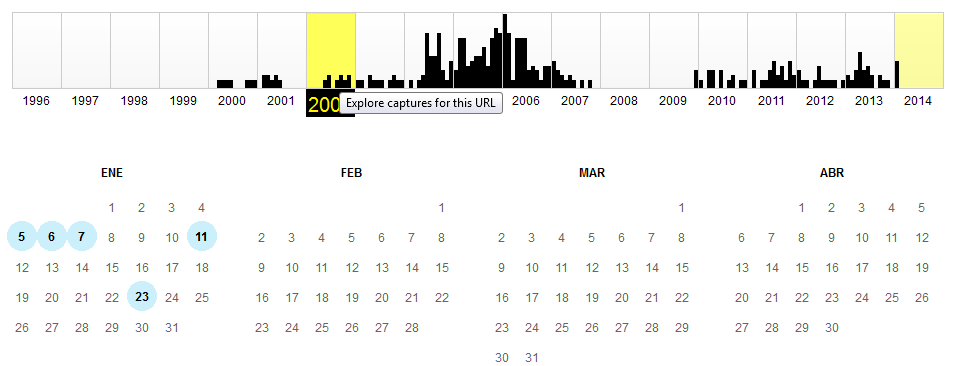 1996 1997 1998 1999 2000 2001 200 Explore captures for this URL 2006 2007 2008 2009 2010 2011 2012 2013 2014
ENE FEB MAR ABR
1 2 3 4 1 1 1 2 3 4 5
5 6 7 8 9 10 11 2 3 4 5 6 7 8 2 3 4 5 6 7 8 6 7 8 9 10 11 12
12 13 14 15 16 17 18 9 10 11 12 13 14 15 9 10 11 12 13 14 15 13 14 15 16 17 18 19
19 20 21 22 23 24 25 16 17 18 19 20 21 22 16 17 18 19 20 21 22 20 21 22 23 24 25 26
26 27 28 29 30 31 23 24 25 26 27 28 23 24 25 26 27 28 29 27 28 29 30
30 31